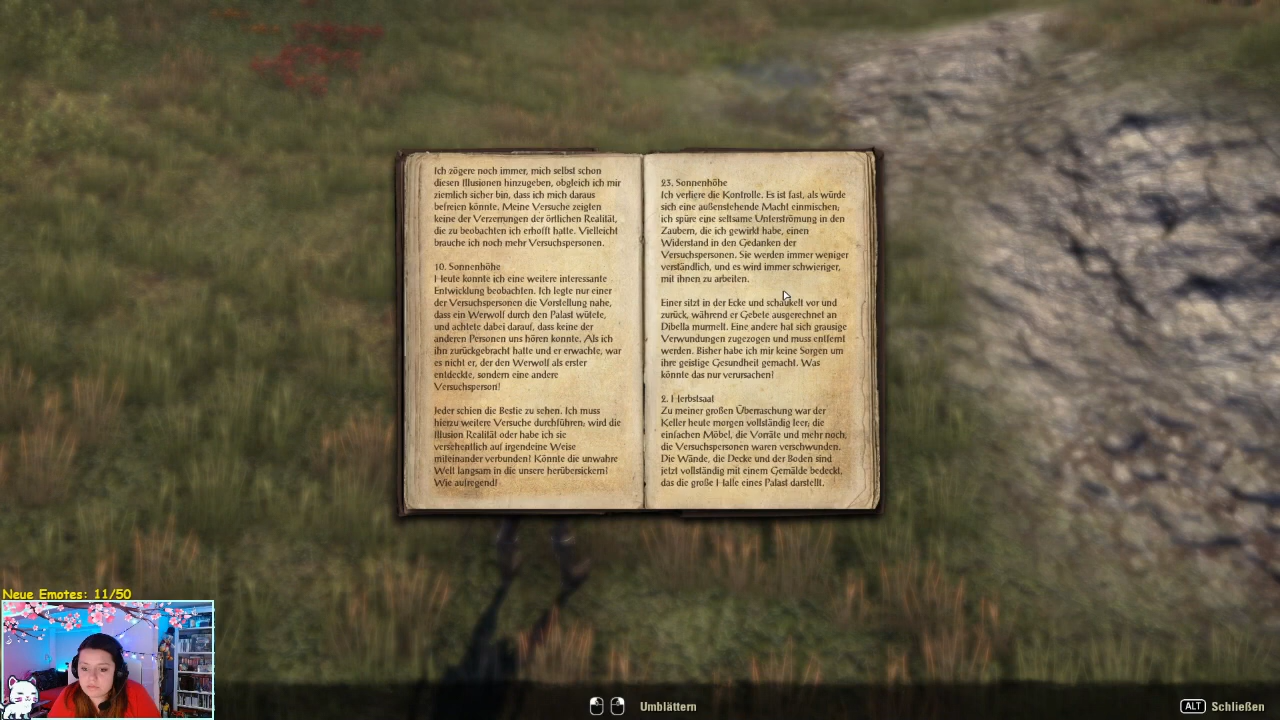 Ich zögere noch immer, mich selbst schon
diesen Illusionen hinzugeben, obgleich ich mir
ziemlich sicher bin, dass ich mich daraus
befreien könnte. Meine Versuche zeigten
keine der Verzerrungen der örtlichen Realität,
die zu beobachten ich erhofft hatte. Vielleicht
brauche ich noch mehr Versuchspersonen.
10. Sonnenhöhe
Heute konnte ich eine weitere interessante
Entwicklung beobachten. Ich legte nur einer
der Versuchspersonen die Vorstellung nahe,
dass ein Werwolf durch den Palast wütete,
und achtete dabei darauf, dass keine der
anderen Personen uns hören konnte. Als ich
ihn zurückgebracht hatte und er erwachte, war
es nicht er, der den Werwolf als erster
entdeckte, sondern eine andere
Versuchsperson!
Jeder schien die Bestie zu sehen. Ich muss
hierzu weitere Versuche durchführen; wird die
Illusion Realität oder habe ich sie
versehentlich auf irgendeine Weise
miteinander verbunden? Könnte die unwahre
Welt langsam in die unsere herübersickern?
Wie aufregend!
23. Sonnenhöhe
Ich verliere die Kontrolle. Es ist fast, als würde
sich eine außenstehende Macht einmischen;
ich spüre eine seltsame Unterströmung in den
Zaubern, die ich gewirkt habe, einen
Widerstand in den Gedanken der
Versuchspersonen. Sie werden immer weniger
verständlich, und es wird immer schwieriger,
mit ihnen zu arbeiten.
Einer sitzt in der Ecke und schaukelt vor und
zurück, während er Gebete ausgerechnet an
Dibella murmelt. Eine andere hat sich grausige
Verwundungen zugezogen und muss entfernt
werden. Bisher habe ich mir keine Sorgen um
ihre geistige Gesundheit gemacht. Was
könnte das nur verursachen?
2. Herbstsaat
Zu meiner großen Überraschung war der
Keller heute morgen vollständig leer; die
einfachen Möbel, die Vorräte und mehr noch,
die Versuchspersonen waren verschwunden.
Die Wände, die Decke und der Boden sind
jetzt vollständig mit einem Gemälde bedeckt,
das die große Halle eines Palast darstellt.
Neue Emotes: 11/50
Umblättern
ALT Schließen